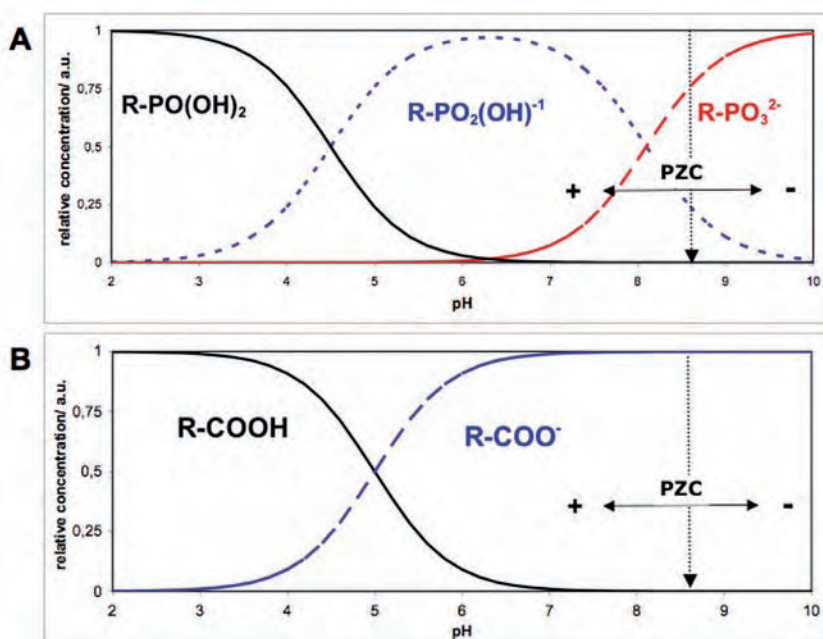 A
relative concentration/ a.u.
1
0,75
0,5
0,25
0
R-PO(OH)₂
R-PO₂(OH)⁻¹
R-PO₃²⁻
PZC
+
-
2 3 4 5 6 7 8 9 10
pH
B
relative concentration/ a.u.
1
0,75
0,5
0,25
0
R-COOH
R-COO⁻
PZC
+
-
2 3 4 5 6 7 8 9 10
pH